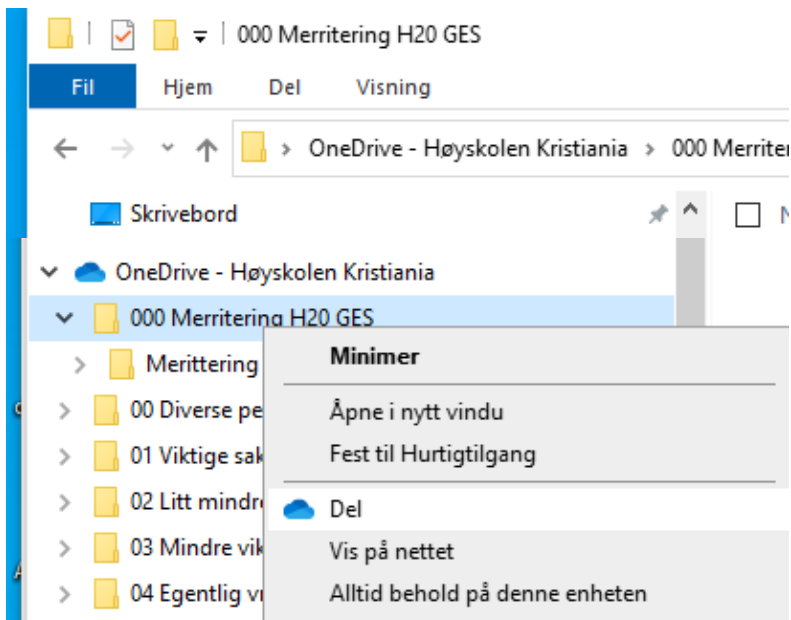 000 Merritering H20 GES
Fil Hjem Del Visning
OneDrive - Høyskolen Kristiania 000 Merriter
Skrivebord
OneDrive - Høyskolen Kristiania
000 Merritering H20 GES
Minimer
Merittering
Åpne i nytt vindu
00 Diverse pe
Fest til Hurtigtilgang
01 Viktige sak
02 Litt mindre
Del
03 Mindre vik
Vis på nettet
04 Egentlig
Alltid behold på denne enheten